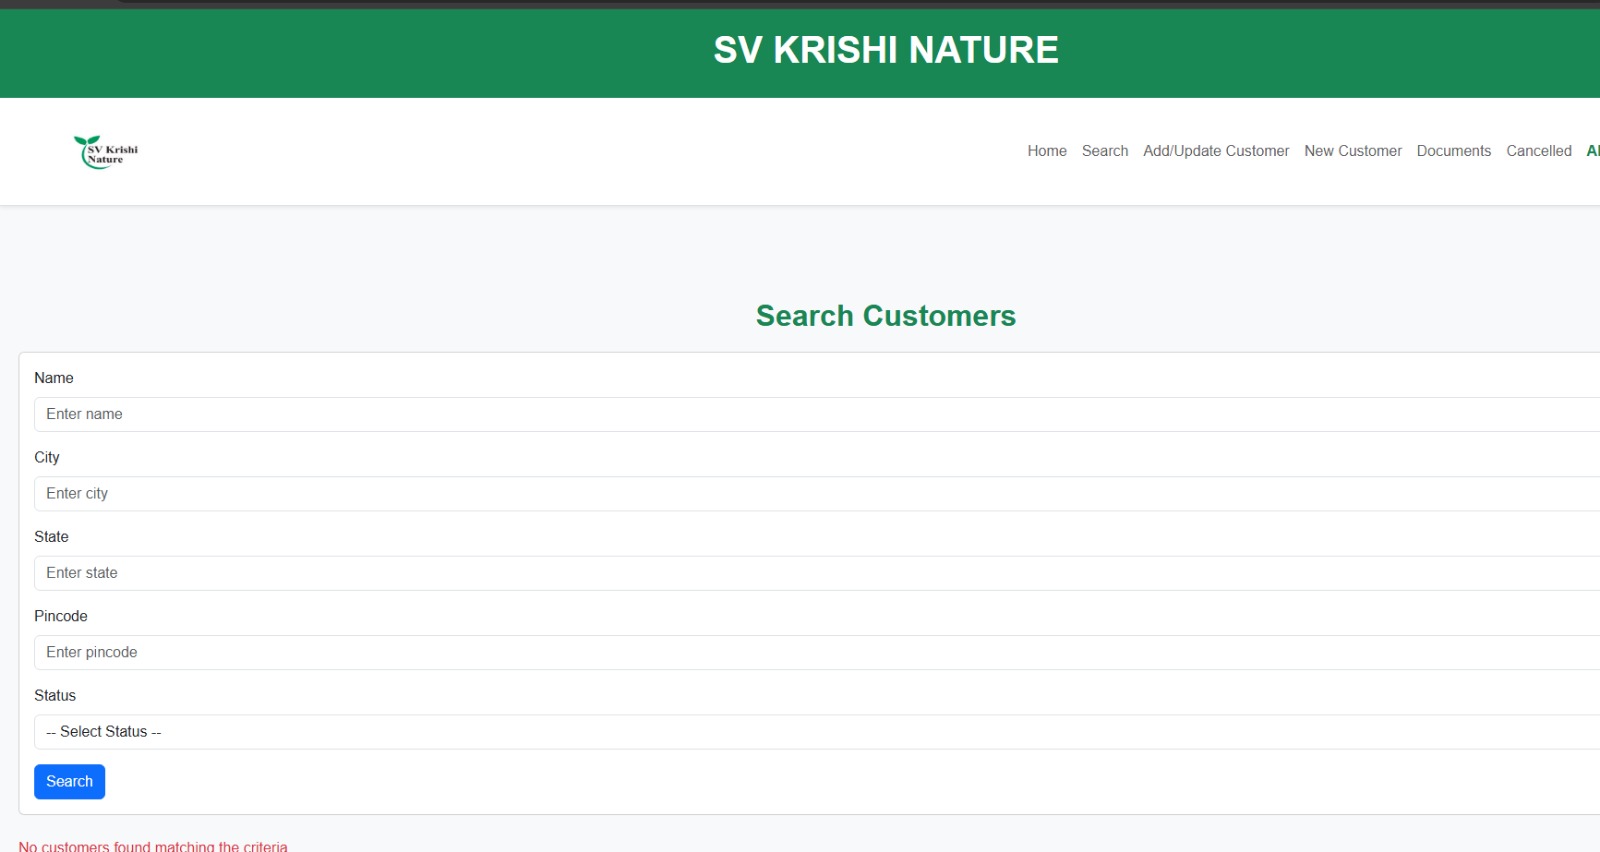 SV KRISHI NATURE
SV Krishi
Nature
Home Search Add/Update Customer New Customer Documents Cancelled
Search Customers
Name
Enter name
City
Enter city
State
Enter state
Pincode
Enter pincode
Status
-- Select Status --
Search
No customers found matching the criteria